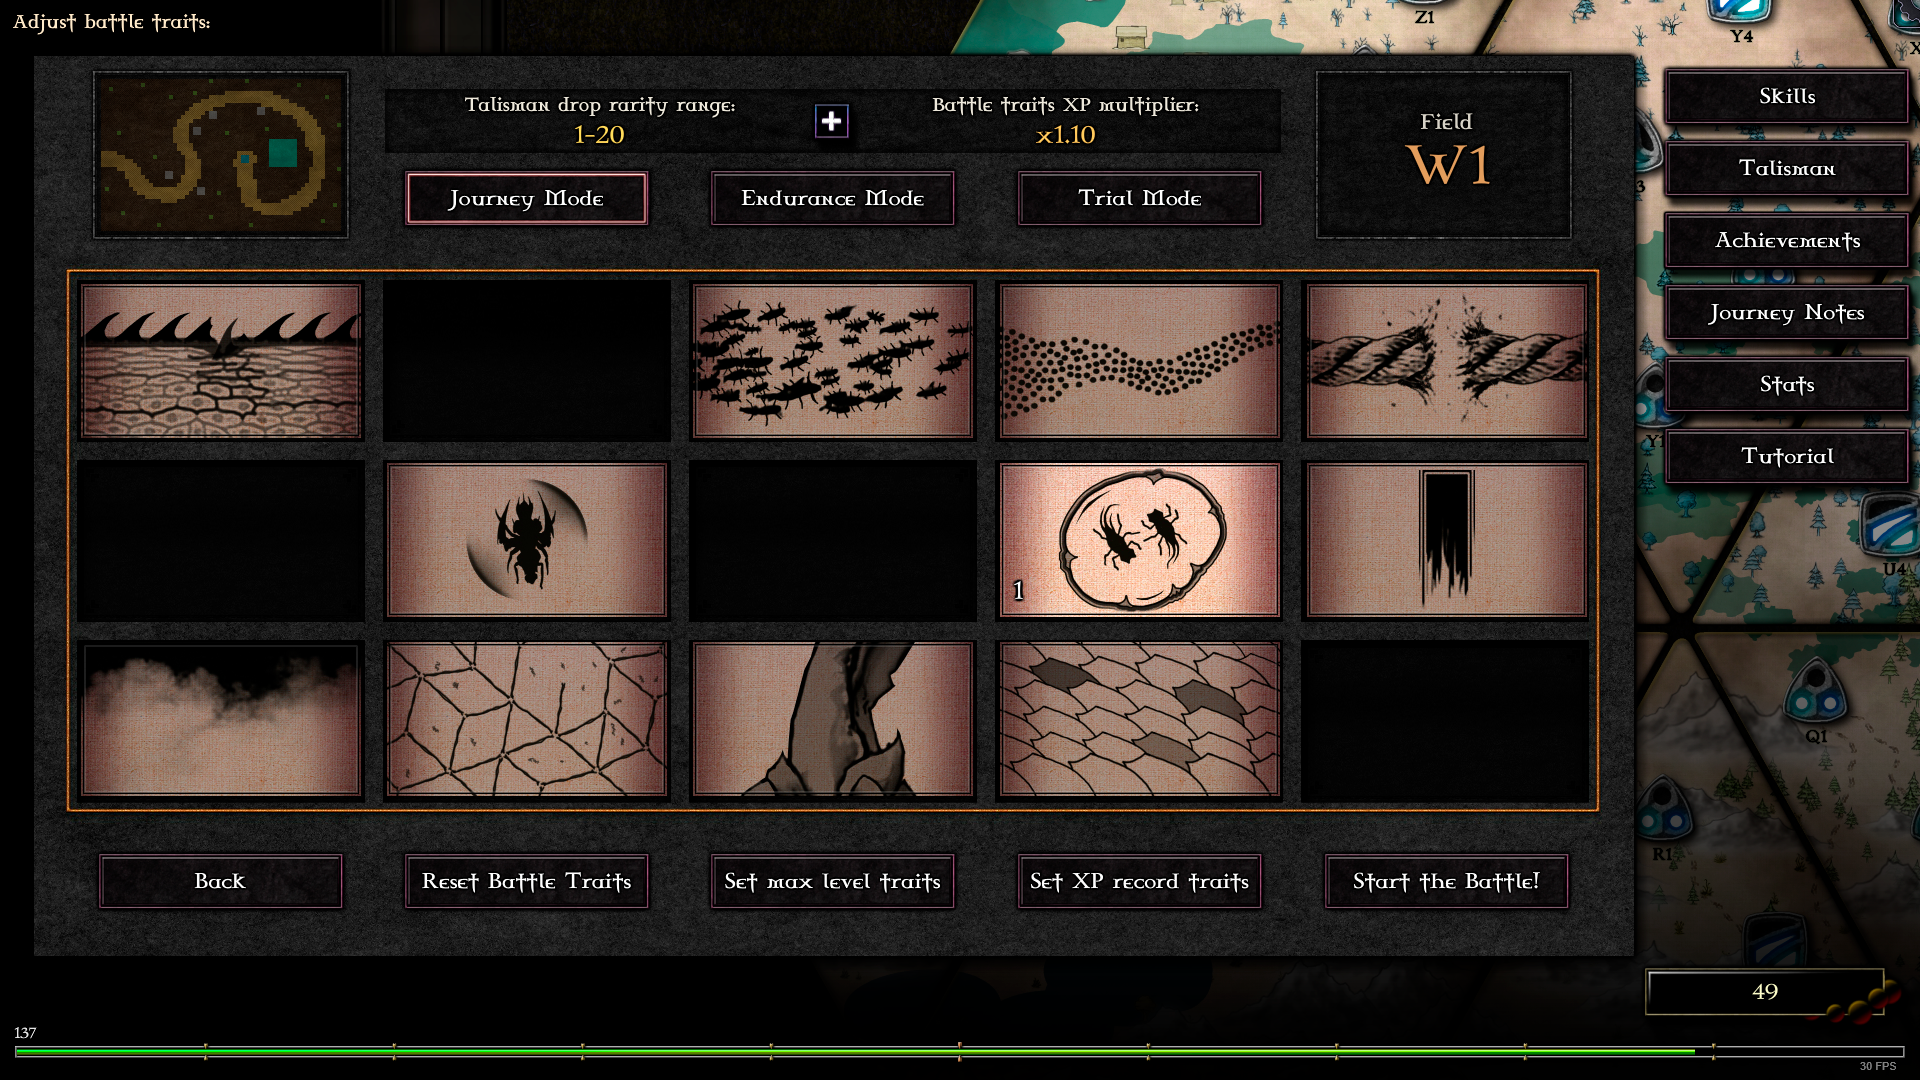 Adjust battle traits:
Z1
Y4
X
Talisman drop rarity range:
1-20
Battle traits XP multiplier:
x1.10
Field
W1
Journey Mode
Endurance Mode
Trial Mode
Skills
Talisman
3
Achievements
Journey Notes
Stats
Y1
Tutorial
U4
1
Q1
R1
Back
Reset Battle Traits
Set max level traits
Set XP record traits
Start the Battle!
49
137
30 FPS